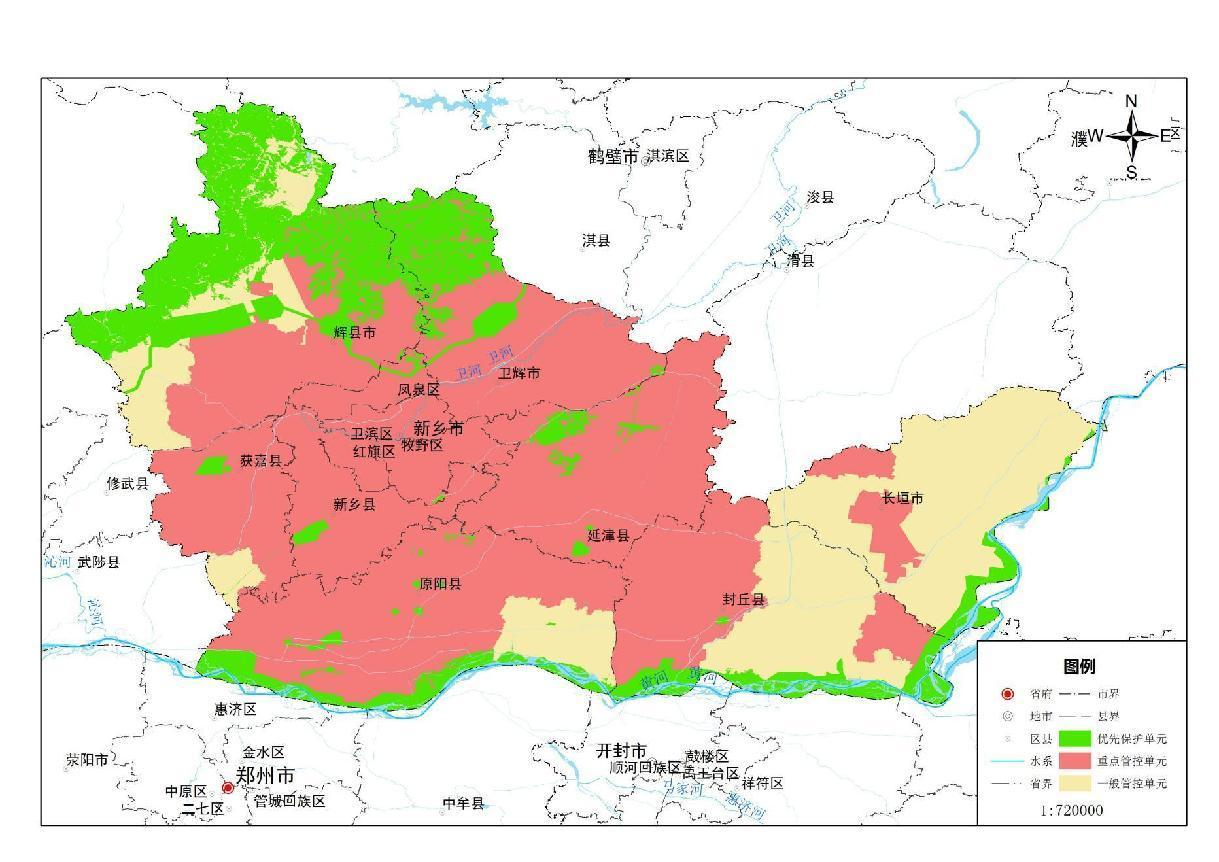 N
濮
W
E
区
S
鹤壁市
淇滨区
浚县
卫河
淇县
卫河
滑县
辉县市
卫河
卫河
卫辉市
凤泉区
新乡市
卫滨区
牧野区
红旗区
获嘉县
修武县
长垣市
新乡县
延津县
沁河
武陟县
原阳县
封丘县
沁河
黄河
黄河
惠济区
荥阳市
金水区
郑州市
中原区
管城回族区
二七区
中牟县
开封市
鼓楼区
顺河回族区
禹王台区
祥符区
马家河
惠济河
图例
省府
市界
地市
县界
区县
优先保护单元
水系
重点管控单元
省界
一般管控单元
1:720000